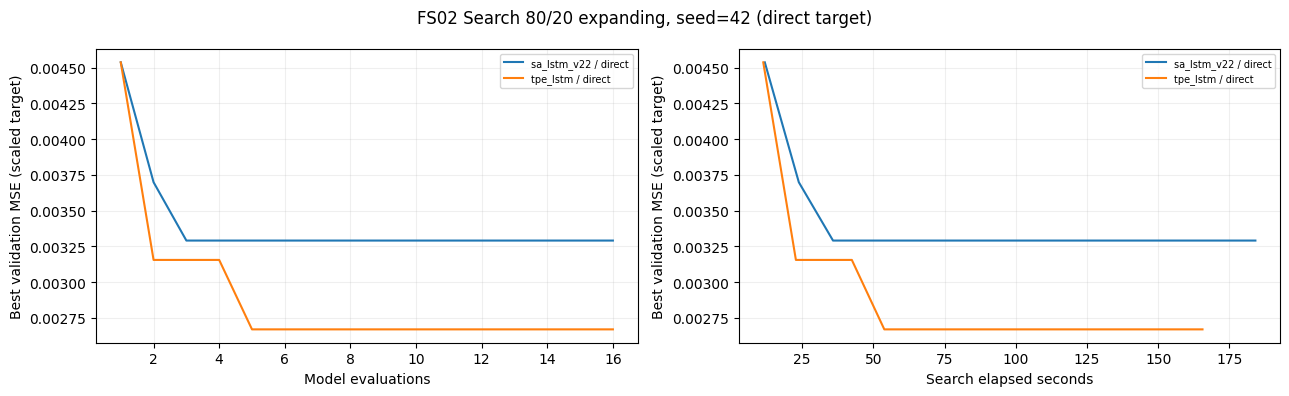 FS02 Search 80/20 expanding, seed=42 (direct target)
Best validation MSE (scaled target)
0.00450
0.00425
0.00400
0.00375
0.00350
0.00325
0.00300
0.00275
sa_lstm_v22 / direct
tpe_lstm / direct
2 4 6 8 10 12 14 16
Model evaluations
Best validation MSE (scaled target)
0.00450
0.00425
0.00400
0.00375
0.00350
0.00325
0.00300
0.00275
sa_lstm_v22 / direct
tpe_lstm / direct
25 50 75 100 125 150 175
Search elapsed seconds